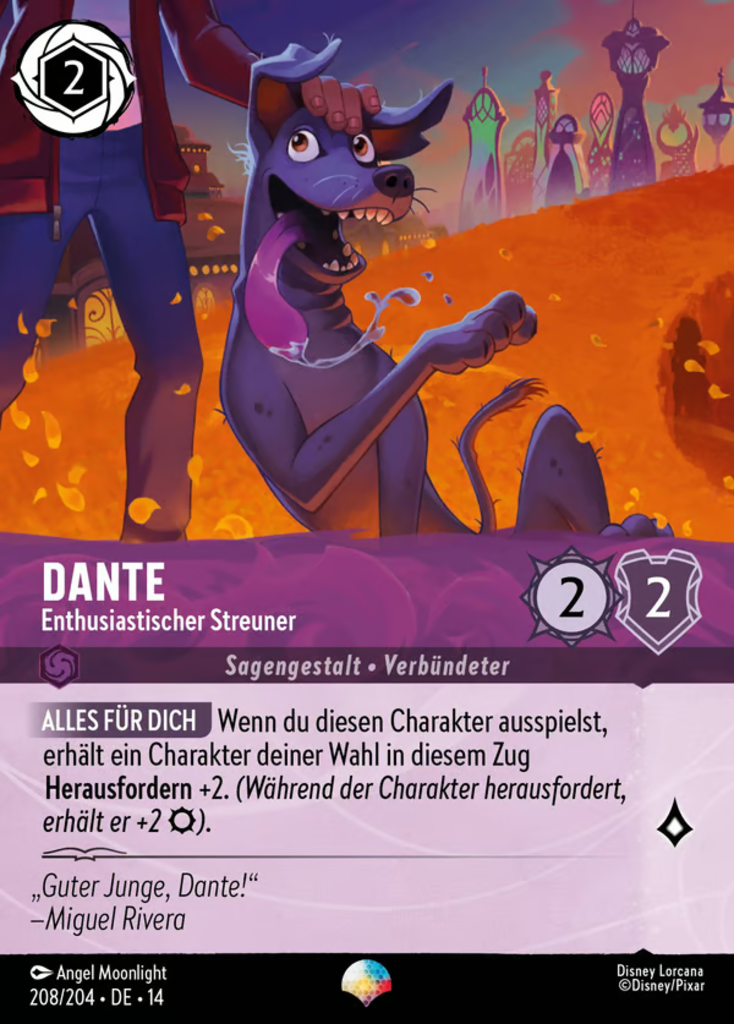 2
DANTE
Enthusiastischer Streuner
2
2
Sagengestalt • Verbündeter
ALLES FÜR DICH Wenn du diesen Charakter ausspielst,
erhält ein Charakter deiner Wahl in diesem Zug
Herausfordern +2. (Während der Charakter herausfordert,
erhält er +2 ).
„Guter Junge, Dante!“
–Miguel Rivera
Angel Moonlight
208/204 • DE • 14
Disney Lorcana
©Disney/Pixar